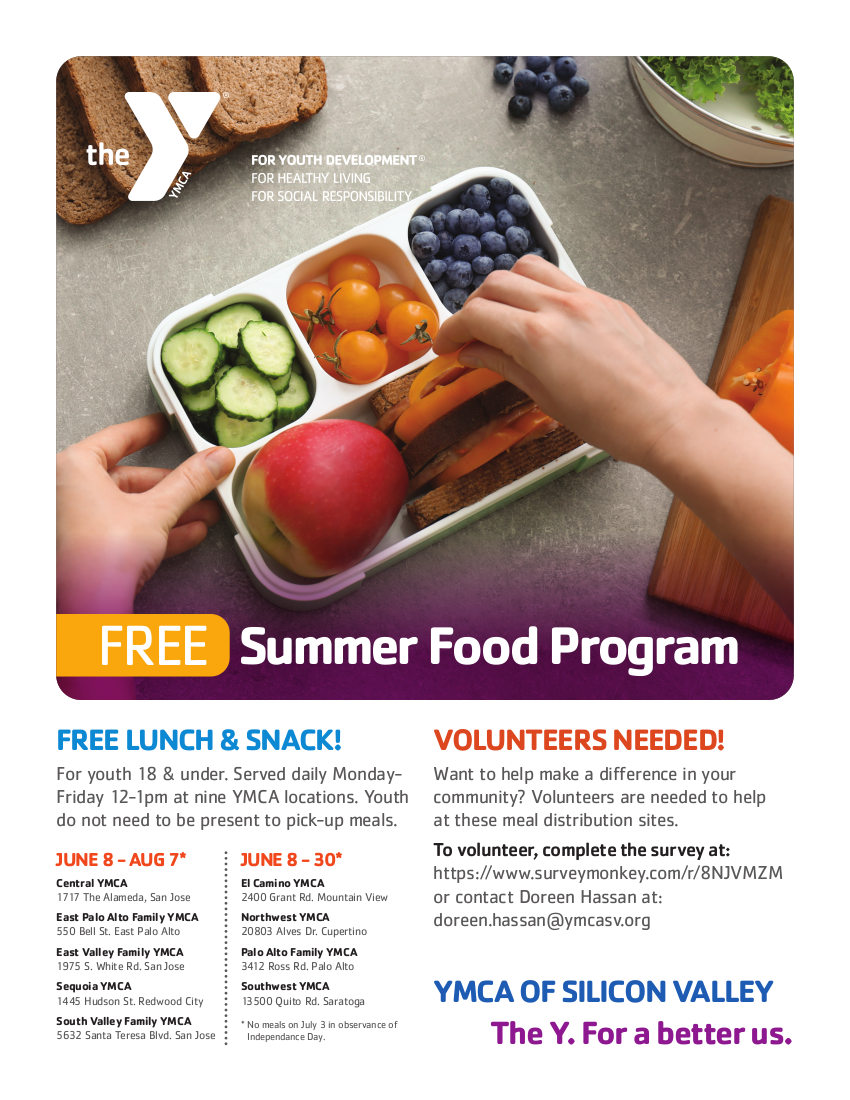 the
YMCA
®
FOR YOUTH DEVELOPMENT®
FOR HEALTHY LIVING
FOR SOCIAL RESPONSIBILITY
FREE Summer Food Program
FREE LUNCH & SNACK!
For youth 18 & under. Served daily Monday–
Friday 12-1pm at nine YMCA locations. Youth
do not need to be present to pick-up meals.
JUNE 8 – AUG 7*
Central YMCA
1717 The Alameda, San Jose
East Palo Alto Family YMCA
550 Bell St. East Palo Alto
East Valley Family YMCA
1975 S. White Rd. San Jose
Sequoia YMCA
1445 Hudson St. Redwood City
South Valley Family YMCA
5632 Santa Teresa Blvd. San Jose
JUNE 8 – 30*
El Camino YMCA
2400 Grant Rd. Mountain View
Northwest YMCA
20803 Alves Dr. Cupertino
Palo Alto Family YMCA
3412 Ross Rd. Palo Alto
Southwest YMCA
13500 Quito Rd. Saratoga
* No meals on July 3 in observance of
Independance Day.
VOLUNTEERS NEEDED!
Want to help make a difference in your
community? Volunteers are needed to help
at these meal distribution sites.
To volunteer, complete the survey at:
https://www.surveymonkey.com/r/8NJVMZM
or contact Doreen Hassan at:
doreen.hassan@ymcasv.org
YMCA OF SILICON VALLEY
The Y. For a better us.